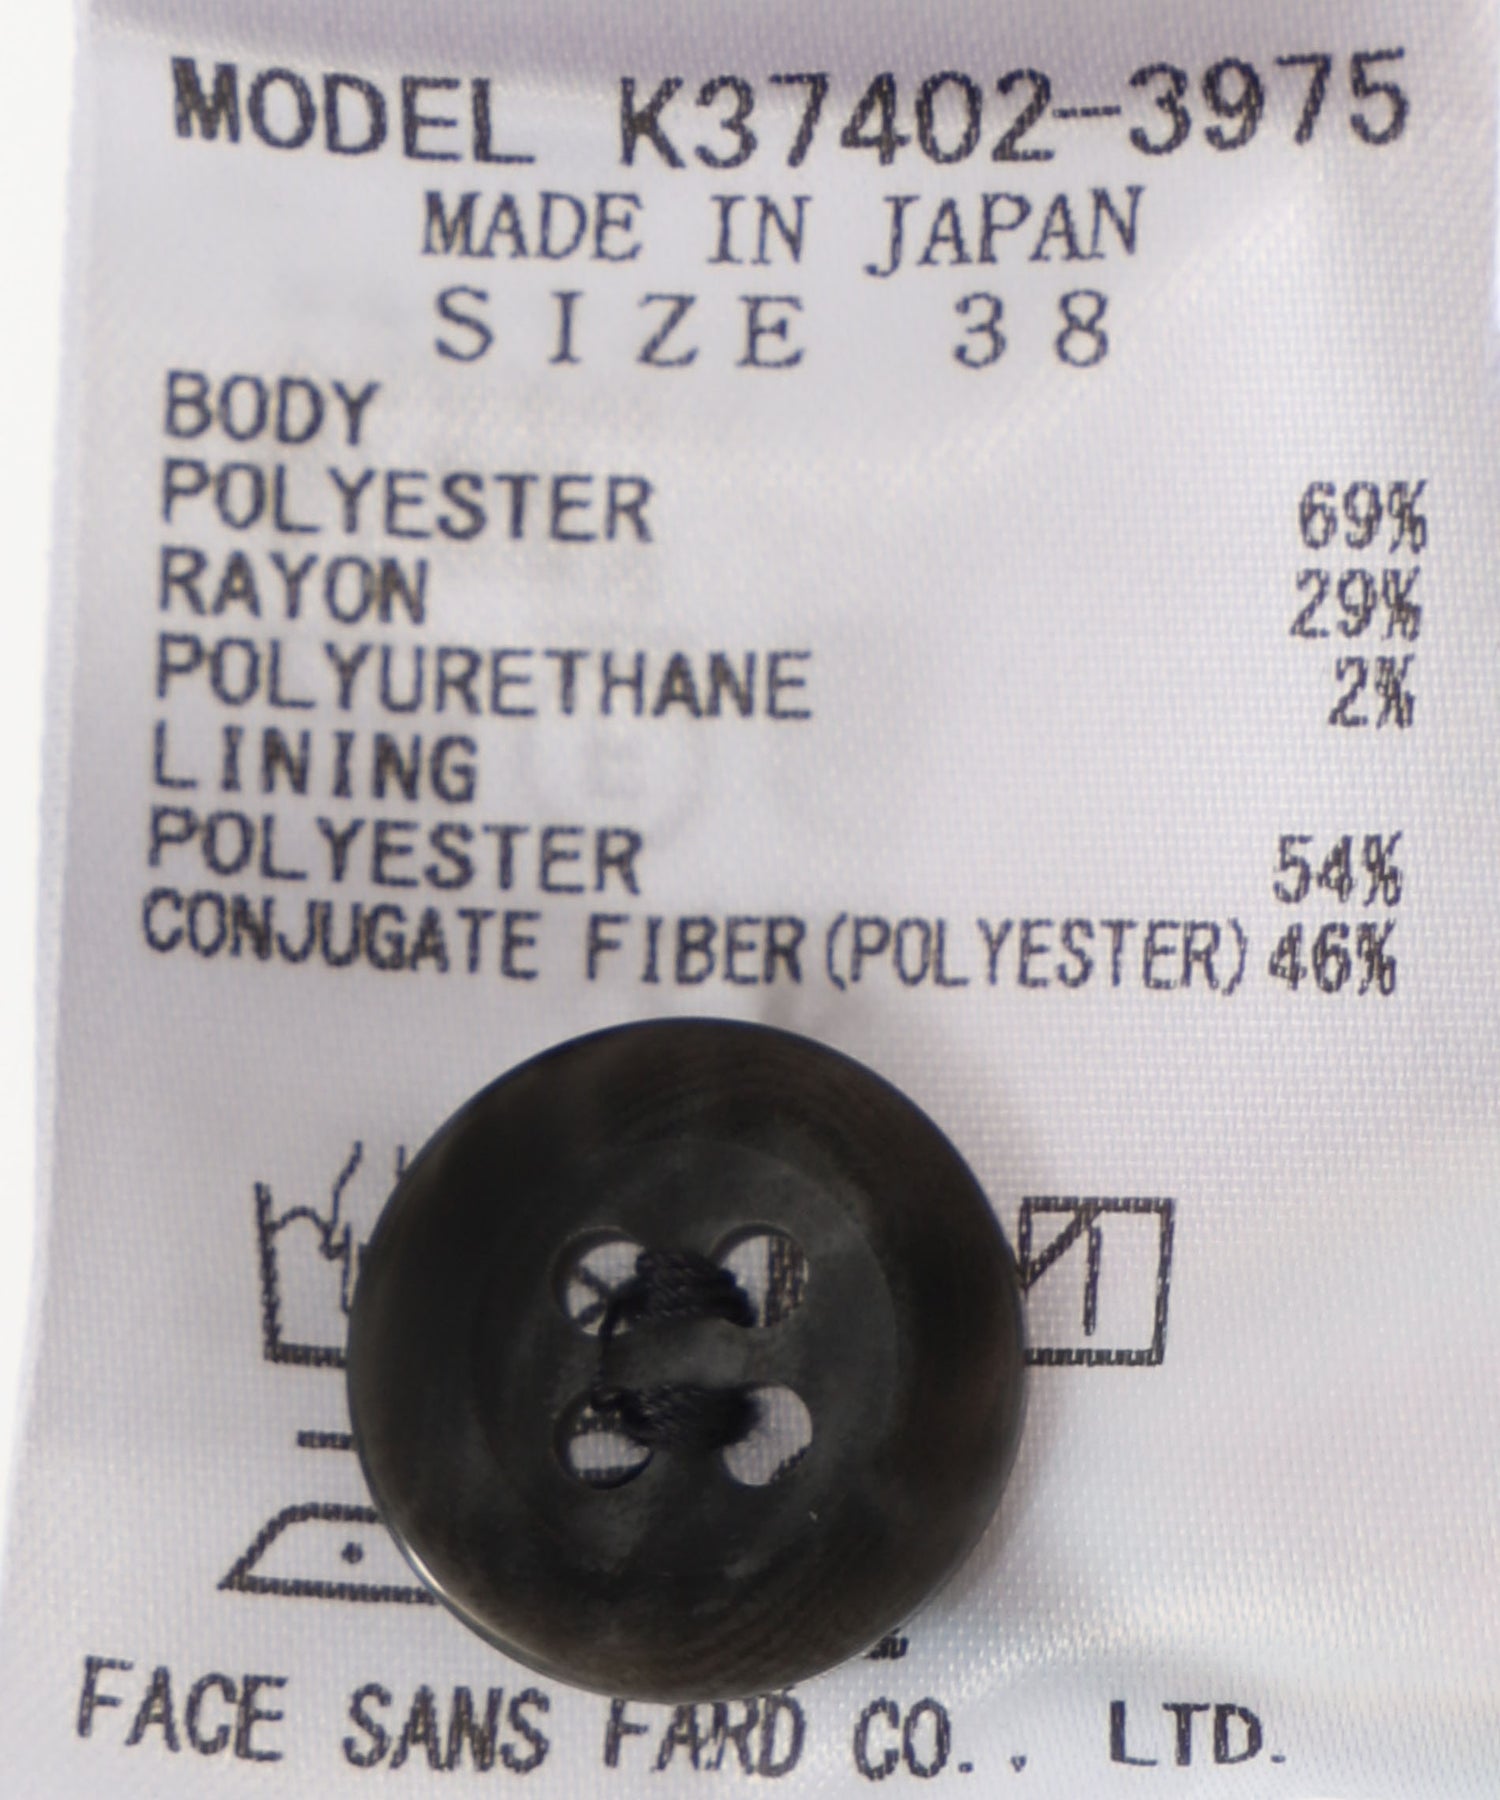 MODEL K37402-3975
MADE IN JAPAN
SIZE 38
BODY
POLYESTER 69%
RAYON 29%
POLYURETHANE 2%
LINING
POLYESTER 54%
CONJUGATE FIBER(POLYESTER) 46%
FACE SANS FARD CO., LTD.